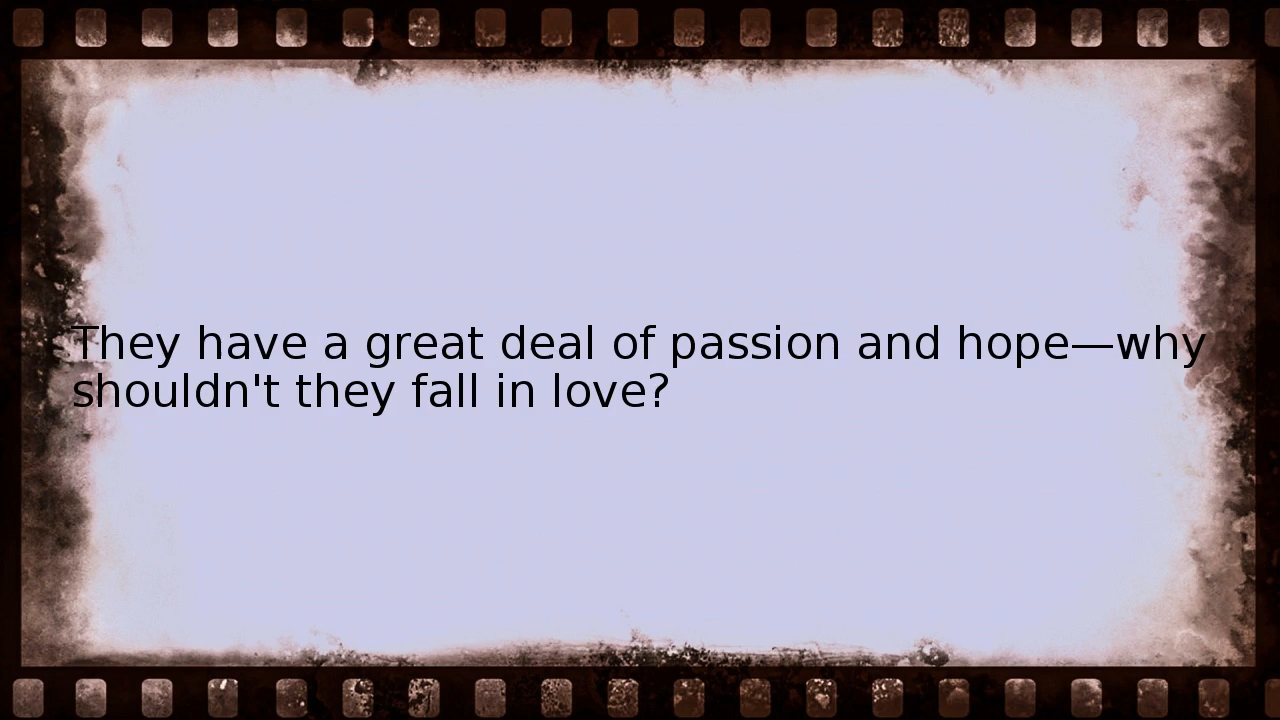 They have a great deal of passion and hope—why
shouldn't they fall in love?